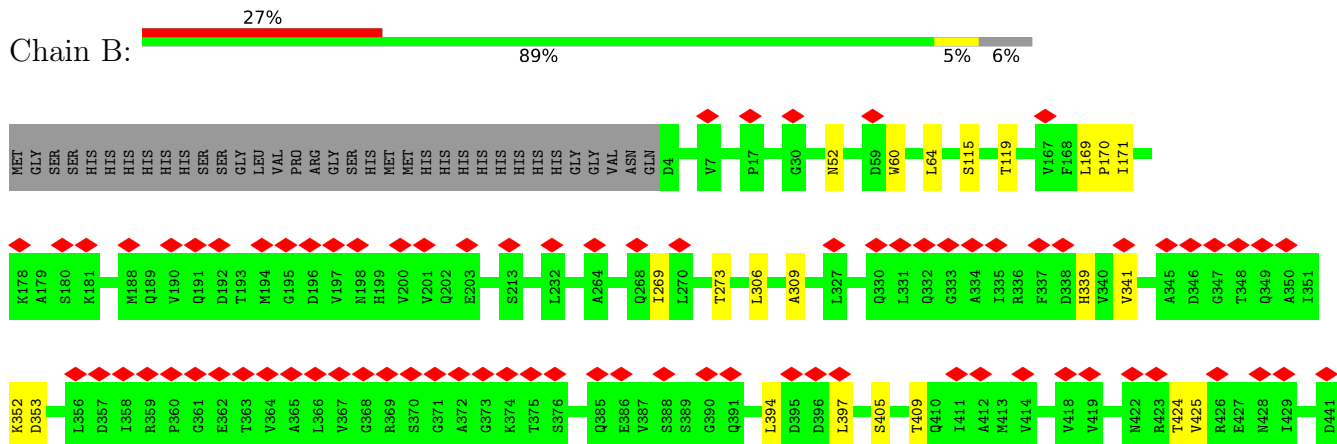 27%
Chain B:
89% 5% 6%
MET GLY SER SER HIS HIS HIS HIS HIS HIS SER SER GLY LEU VAL PRO ARG GLY SER HIS MET MET HIS HIS HIS HIS HIS HIS HIS HIS GLY GLY VAL ASN GLN D4 V7 P17 G30 N52 D59 W60 L64 S115 T119 V167 F168 L169 P170 I171
K178 A179 S180 K181 M188 Q189 V190 Q191 D192 T193 M194 G195 D196 V197 N198 H199 V200 V201 Q202 E203 S213 L232 A264 Q268 I269 L270 T273 L306 A309 L327 Q330 L331 Q332 G333 A334 I335 R336 F337 D338 H339 V340 V341 A345 D346 G347 T348 Q349 A350 I351
K352 D353 L356 D357 I358 R359 P360 G361 E362 T363 V364 A365 L366 V367 G368 R369 S370 G371 A372 G373 K374 T375 S376 Q385 E386 V387 S388 S389 G390 Q391 L394 D395 D396 L397 S405 T409 Q410 I411 A412 M413 V414 V418 V419 N422 R423 T424 V425 R426 E427 N428 I429 D441